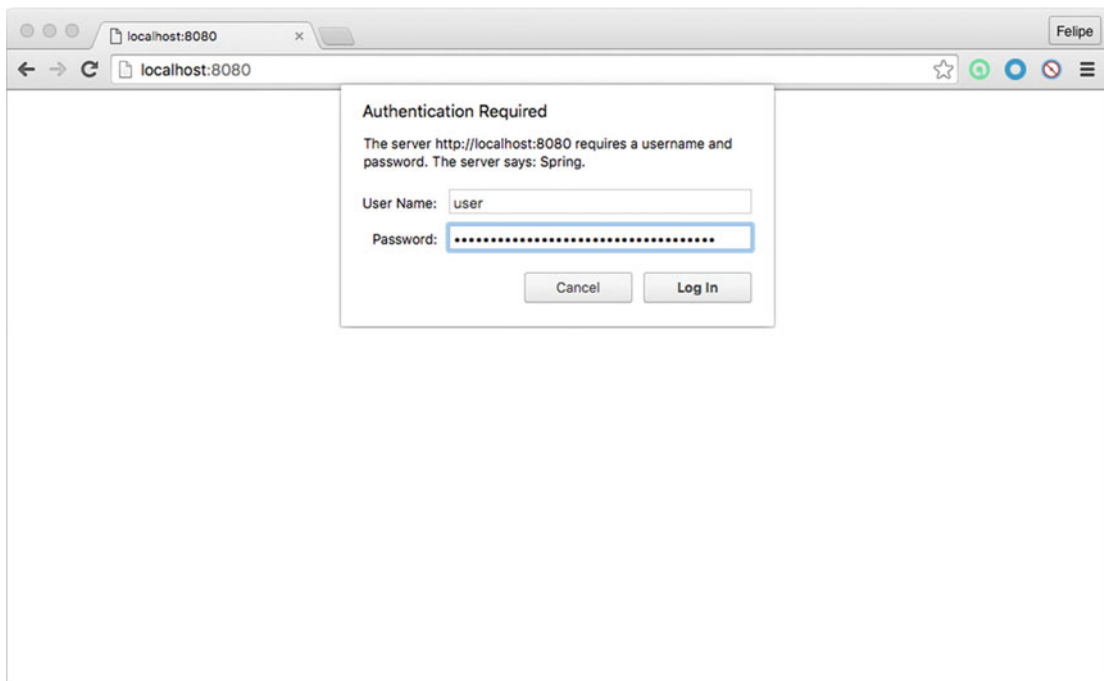 localhost:8080
Felipe
localhost:8080
Authentication Required
The server http://localhost:8080 requires a username and
password. The server says: Spring.
User Name: user
Password: ••••••••••••••••••••••••••••••••••••
Cancel Log In